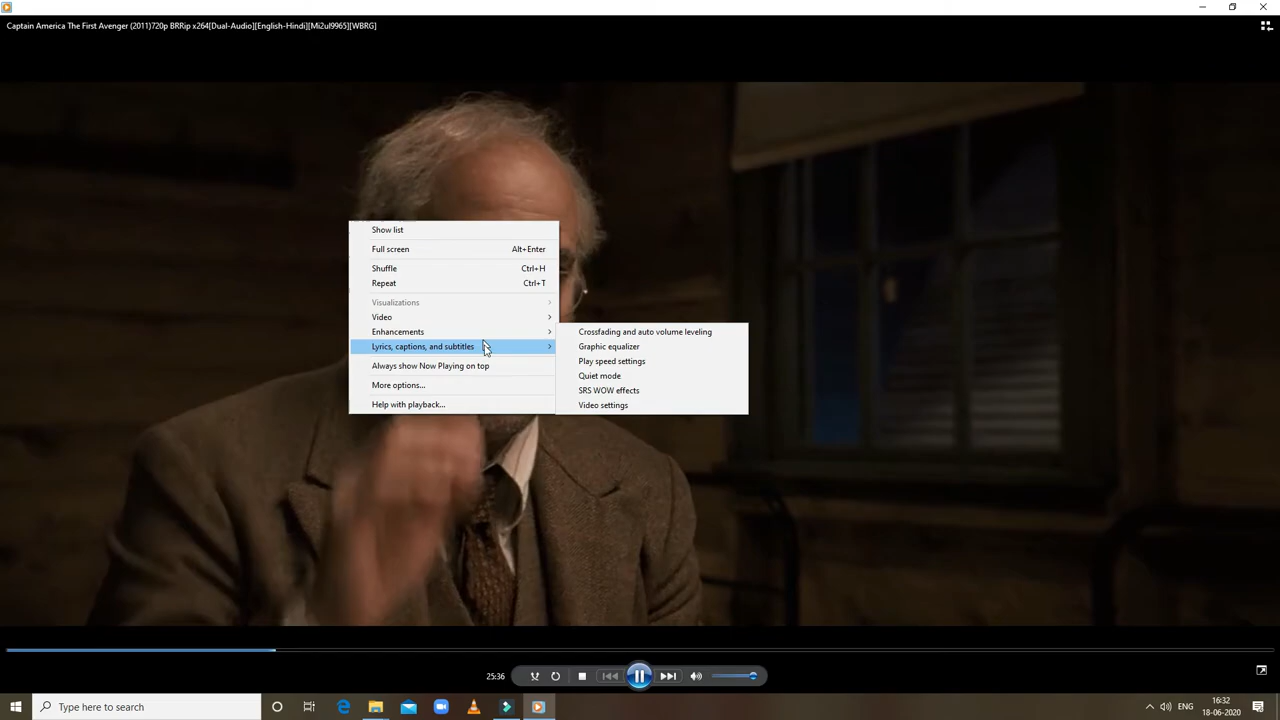 Captain America The First Avenger (2011)720p BRRip x264[Dual-Audio][English-Hindi][Mi2ul9965][WBRG]
Show list
Full screen Alt+Enter
Shuffle Ctrl+H
Repeat Ctrl+T
Visualizations
Video
Enhancements
Lyrics, captions, and subtitles
Always show Now Playing on top
More options...
Help with playback...
Crossfading and auto volume leveling
Graphic equalizer
Play speed settings
Quiet mode
SRS WOW effects
Video settings
25:36
Type here to search
ENG
16:32
18-06-2020